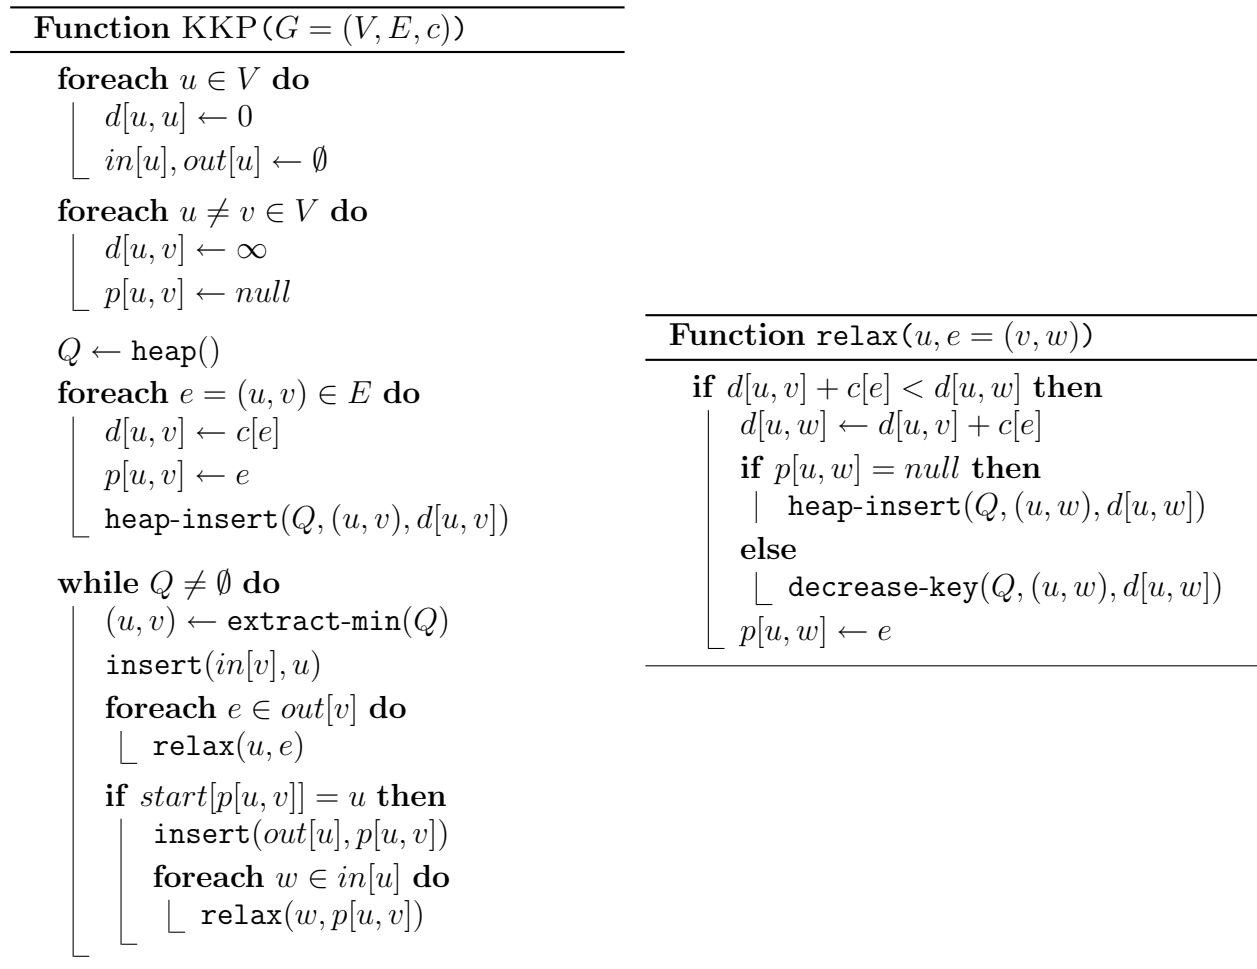 Function KKP(G = (V, E, c))
foreach u ∈ V do
d[u, u] ← 0
in[u], out[u] ← ∅
foreach u ≠ v ∈ V do
d[u, v] ← ∞
p[u, v] ← null
Q ← heap()
foreach e = (u, v) ∈ E do
d[u, v] ← c[e]
p[u, v] ← e
heap-insert(Q, (u, v), d[u, v])
while Q ≠ ∅ do
(u, v) ← extract-min(Q)
insert(in[v], u)
foreach e ∈ out[v] do
relax(u, e)
if start[p[u, v]] = u then
insert(out[u], p[u, v])
foreach w ∈ in[u] do
relax(w, p[u, v])
Function relax(u, e = (v, w))
if d[u, v] + c[e] < d[u, w] then
d[u, w] ← d[u, v] + c[e]
if p[u, w] = null then
heap-insert(Q, (u, w), d[u, w])
else
decrease-key(Q, (u, w), d[u, w])
p[u, w] ← e